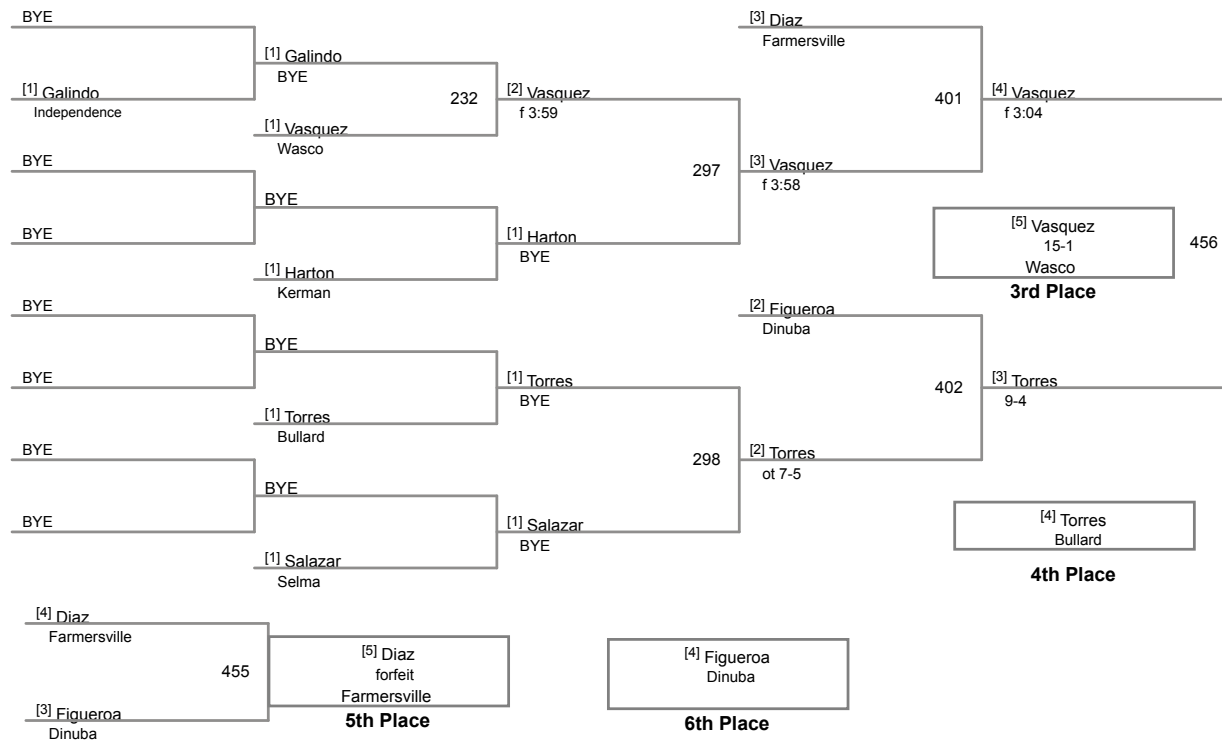 BYE
[1] Galindo
Independence
BYE
BYE
BYE
BYE
BYE
BYE
[1] Galindo
BYE
232
[1] Vasquez
Wasco
BYE
[1] Harton
Kerman
BYE
[1] Torres
Bullard
BYE
[1] Salazar
Selma
[2] Vasquez
f 3:59
297
[1] Harton
BYE
[1] Torres
BYE
298
[1] Salazar
BYE
[3] Diaz
Farmersville
401
[3] Vasquez
f 3:58
[2] Figueroa
Dinuba
402
[2] Torres
ot 7-5
[4] Vasquez
f 3:04
[5] Vasquez
15-1
Wasco
456
3rd Place
[3] Torres
9-4
[4] Torres
Bullard
4th Place
[4] Diaz
Farmersville
455
[3] Figueroa
Dinuba
[5] Diaz
forfeit
Farmersville
5th Place
[4] Figueroa
Dinuba
6th Place